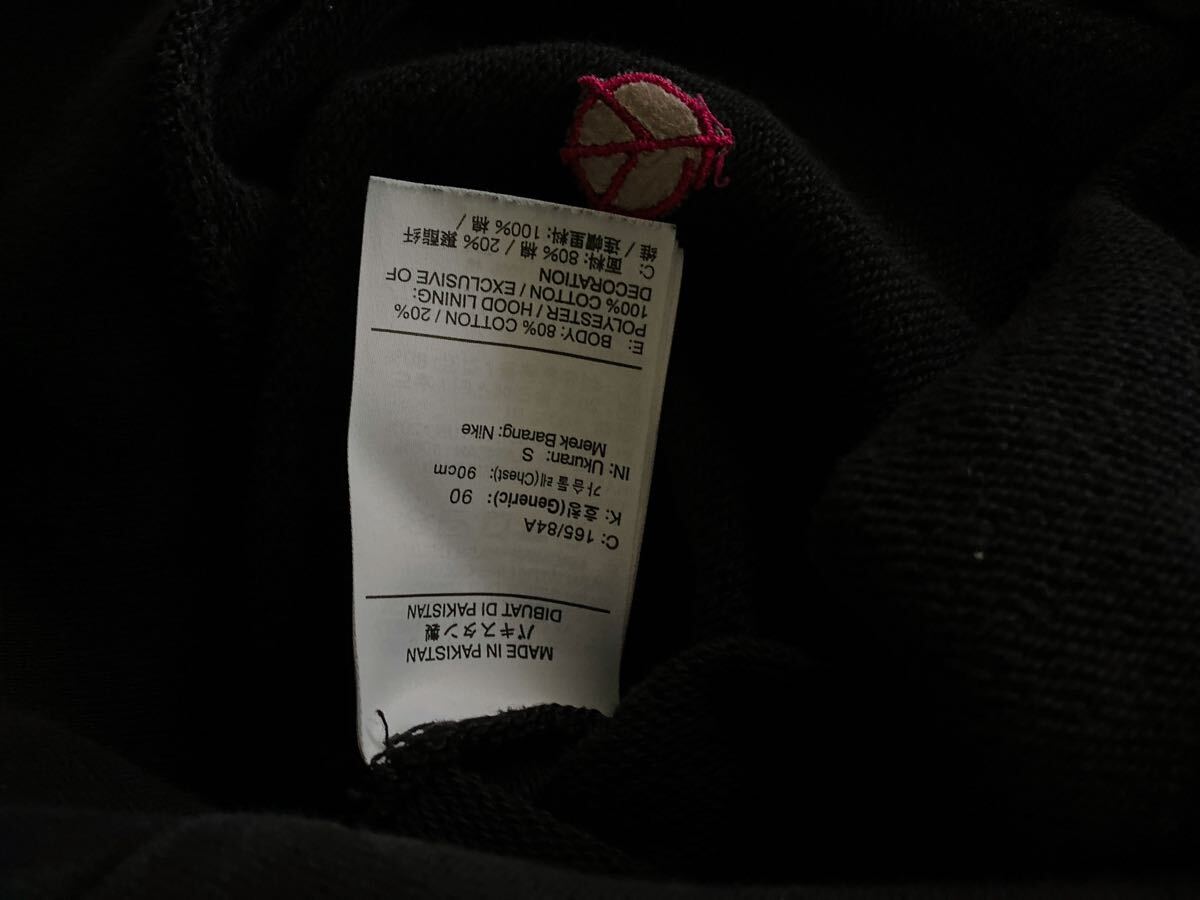 MADE IN PAKISTAN
パキスタン製
DIBUAT DI PAKISTAN
C: 165/84A
K: 호칭(Generic): 90
가슴둘레(Chest): 90cm
IN: Ukuran: S
Merek Barang: Nike
E: BODY: 80% COTTON / 20%
POLYESTER / HOOD LINING:
100% COTTON / EXCLUSIVE OF
DECORATION
C: 面料: 80% 棉 / 20% 聚酯纤
维 / 连帽里料: 100% 棉 /